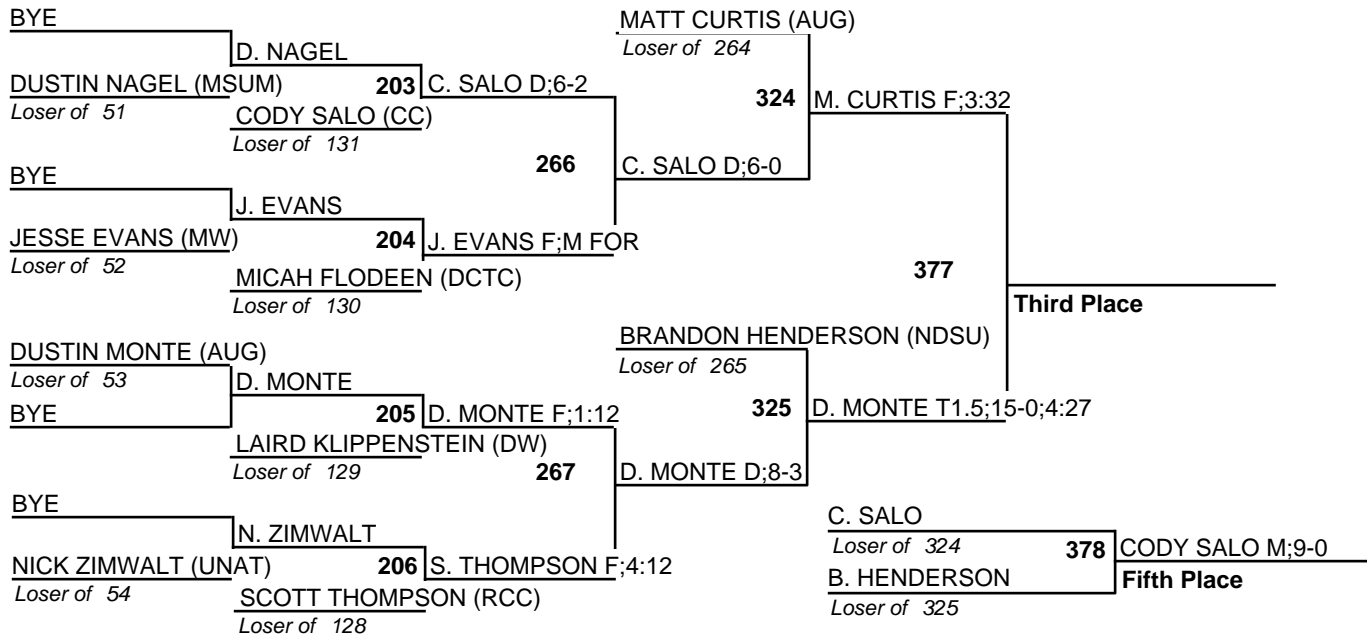 BYE
D. NAGEL
DUSTIN NAGEL (MSUM)
Loser of 51
203
C. SALO D;6-2
CODY SALO (CC)
Loser of 131
BYE
J. EVANS
JESSE EVANS (MW)
Loser of 52
204
J. EVANS F;M FOR
MICAH FLODEEN (DCTC)
Loser of 130
266
C. SALO D;6-0
MATT CURTIS (AUG)
Loser of 264
324
M. CURTIS F;3:32
DUSTIN MONTE (AUG)
Loser of 53
D. MONTE
BYE
205
D. MONTE F;1:12
LAIRD KLIPPENSTEIN (DW)
Loser of 129
BYE
N. ZIMWALT
NICK ZIMWALT (UNAT)
Loser of 54
206
S. THOMPSON F;4:12
SCOTT THOMPSON (RCC)
Loser of 128
267
D. MONTE D;8-3
BRANDON HENDERSON (NDSU)
Loser of 265
325
D. MONTE T1.5;15-0;4:27
377
Third Place
C. SALO
Loser of 324
B. HENDERSON
Loser of 325
378
CODY SALO M;9-0
Fifth Place